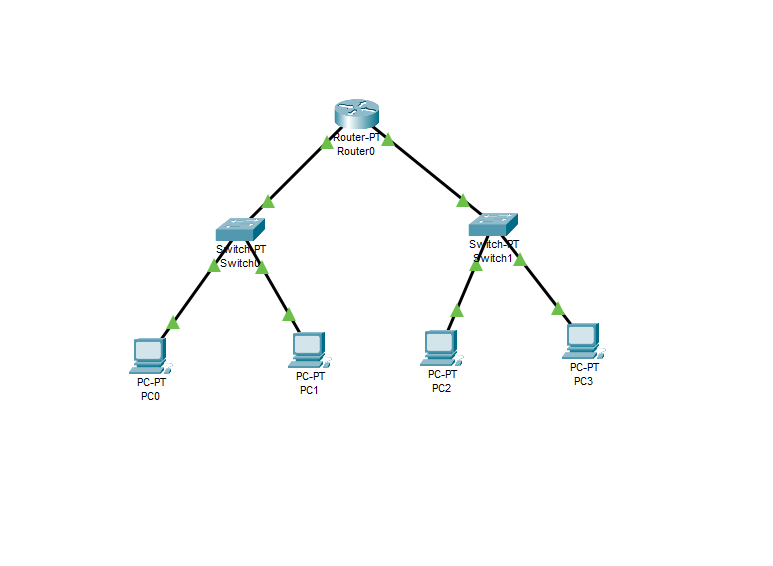 Router-PT
Router0
Switch-PT
Switch0
Switch-PT
Switch1
PC-PT
PC0
PC-PT
PC1
PC-PT
PC2
PC-PT
PC3